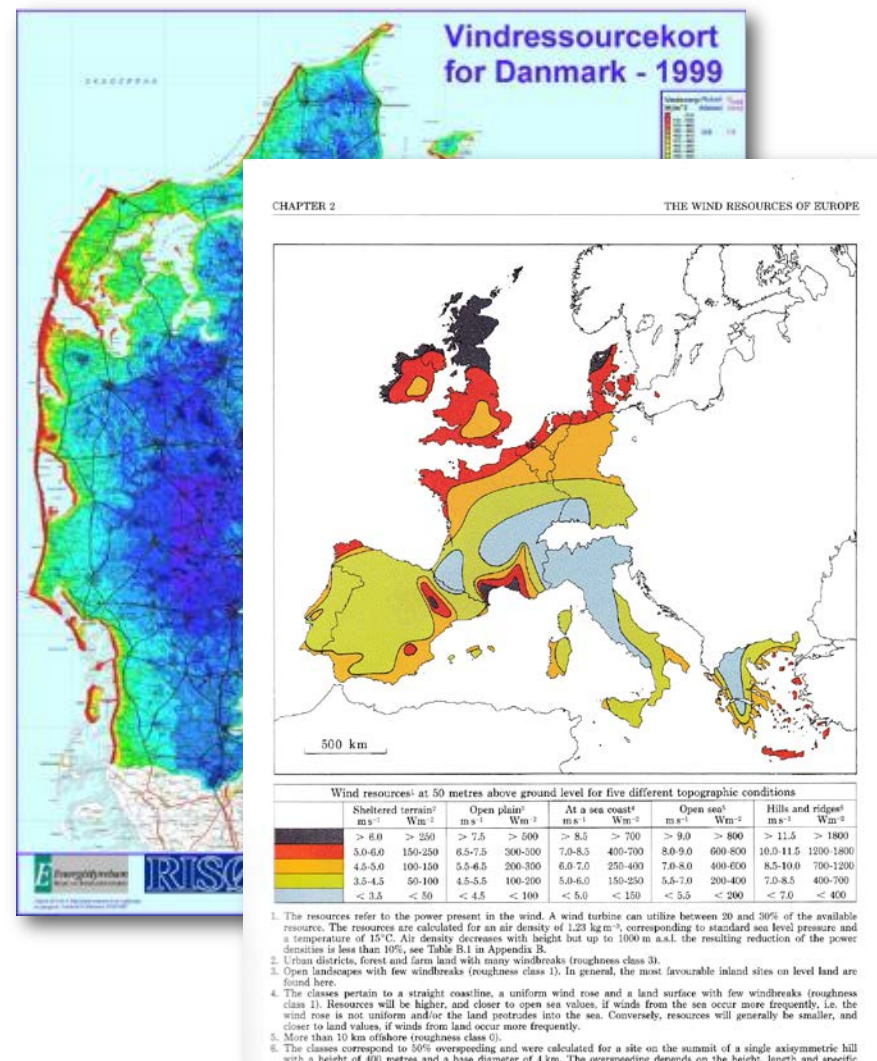 Vindressourcekort
for Danmark - 1999
SKAGERRAK
CHAPTER 2 THE WIND RESOURCES OF EUROPE
500 km
Wind resources¹ at 50 metres above ground level for five different topographic conditions
Sheltered terrain² Open plain³ At a sea coast⁴ Open sea⁵ Hills and ridges⁶
m s⁻¹ Wm⁻² m s⁻¹ Wm⁻² m s⁻¹ Wm⁻² m s⁻¹ Wm⁻² m s⁻¹ Wm⁻²
> 6.0 > 250 > 7.5 > 500 > 8.5 > 700 > 9.0 > 800 > 11.5 > 1800
5.0-6.0 150-250 6.5-7.5 300-500 7.0-8.5 400-700 8.0-9.0 600-800 10.0-11.5 1200-1800
4.5-5.0 100-150 5.5-6.5 200-300 6.0-7.0 250-400 7.0-8.0 400-600 8.5-10.0 700-1200
3.5-4.5 50-100 4.5-5.5 100-200 5.0-6.0 150-250 5.5-7.0 200-400 7.0-8.5 400-700
< 3.5 < 50 < 4.5 < 100 < 5.0 < 150 < 5.5 < 200 < 7.0 < 400
1. The resources refer to the power present in the wind. A wind turbine can utilize between 20 and 30% of the available
resource. The resources are calculated for an air density of 1.23 kg m⁻³, corresponding to standard sea level pressure and
a temperature of 15°C. Air density decreases with height but up to 1000 m a.s.l. the resulting reduction of the power
densities is less than 10%, see Table B.1 in Appendix B.
2. Urban districts, forest and farm land with many windbreaks (roughness class 3).
3. Open landscapes with few windbreaks (roughness class 1). In general, the most favourable inland sites on level land are
found here.
4. The classes pertain to a straight coastline, a uniform wind rose and a land surface with few windbreaks (roughness
class 1). Resources will be higher, and closer to open sea values, if winds from the sea occur more frequently, i.e. the
wind rose is not uniform and/or the land protrudes into the sea. Conversely, resources will generally be smaller, and
closer to land values, if winds from land occur more frequently.
5. More than 10 km offshore (roughness class 0).
6. The classes correspond to 50% overspeeding and were calculated for a site on the summit of a single axisymmetric hill
with a height of 400 metres and a base diameter of 4 km. The overspeeding depends on the height, length and specific
Energistyrelsen